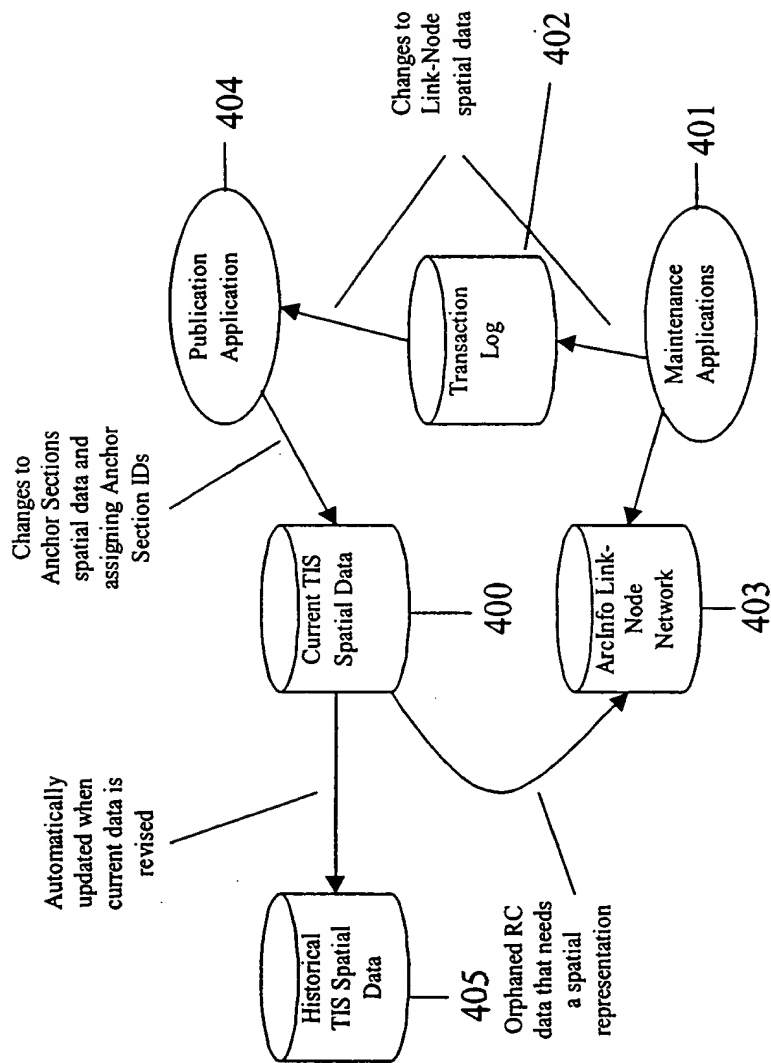 Automatically
updated when
current data is
revised
Changes to
Anchor Sections
spatial data and
assigning Anchor
Section IDs
Historical
TIS Spatial
Data
405
Current TIS
Spatial Data
400
Publication
Application
404
Transaction
Log
402
Changes to
Link-Node
spatial data
Orphaned RC
data that needs
a spatial
representation
ArcInfo Link-
Node
Network
403
Maintenance
Applications
401